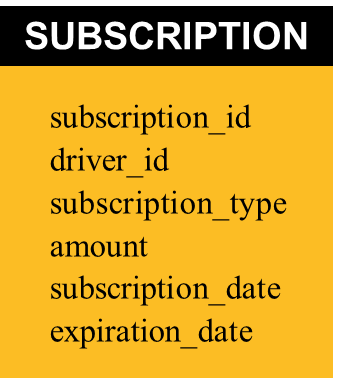 SUBSCRIPTION
subscription_id
driver_id
subscription_type
amount
subscription_date
expiration_date